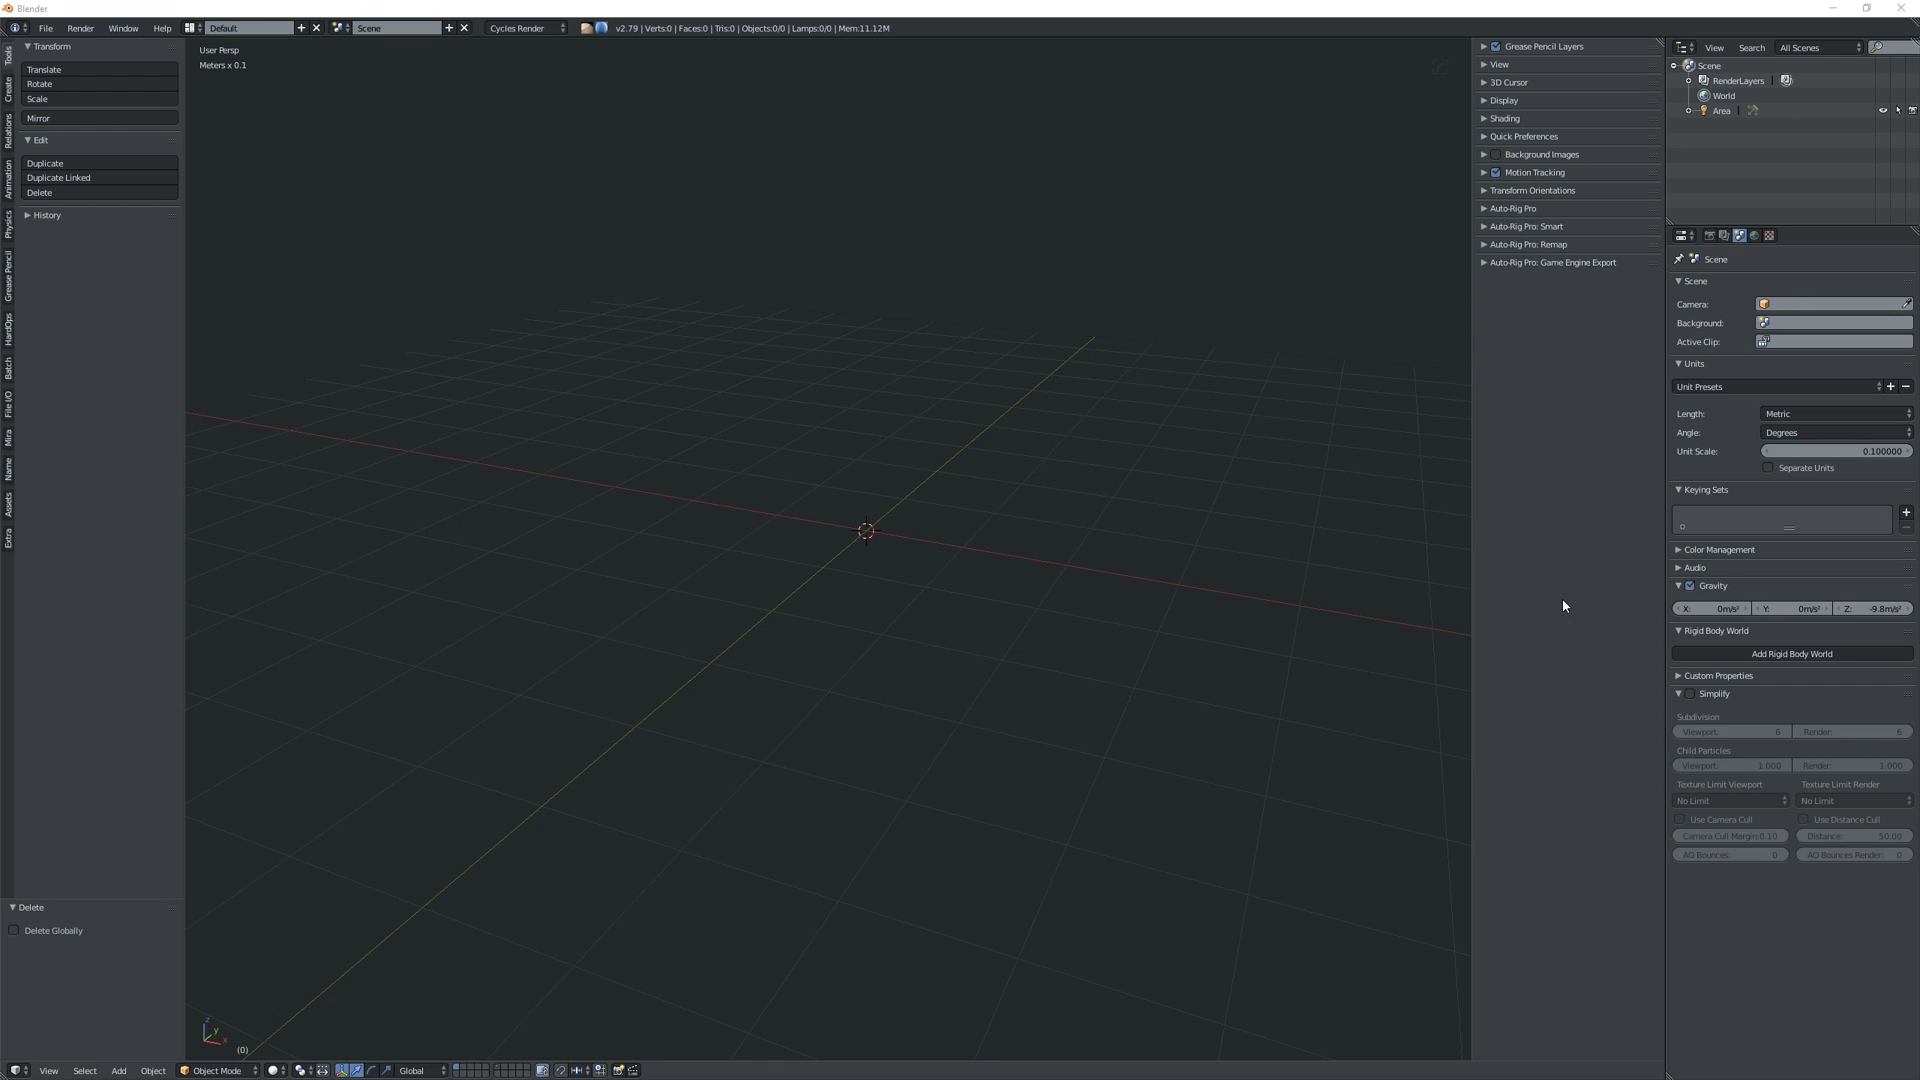 Blender
File Render Window Help Default Scene Cycles Render v2.79 | Verts:0 | Faces:0 | Tris:0 | Objects:0/0 | Lamps:0/0 | Mem:11.12M
Tools
Create
Relations
Animation
Physics
Grease Pencil
HardOps
Batch
File I/O
Mira
Name
Assets
Extra
Transform
Translate
Rotate
Scale
Mirror
Edit
Duplicate
Duplicate Linked
Delete
History
Delete
Delete Globally
User Persp
Meters x 0.1
z
y
x
(0)
View Select Add Object Object Mode Global
Grease Pencil Layers
View
3D Cursor
Display
Shading
Quick Preferences
Background Images
Motion Tracking
Transform Orientations
Auto-Rig Pro
Auto-Rig Pro: Smart
Auto-Rig Pro: Remap
Auto-Rig Pro: Game Engine Export
View Search All Scenes
Scene
RenderLayers |
World
Area |
Scene
Scene
Camera:
Background:
Active Clip:
Units
Unit Presets
Length: Metric
Angle: Degrees
Unit Scale: 0.100000
Separate Units
Keying Sets
Color Management
Audio
Gravity
X: 0m/s² Y: 0m/s² Z: -9.8m/s²
Rigid Body World
Add Rigid Body World
Custom Properties
Simplify
Subdivision
Viewport: 6 Render: 6
Child Particles
Viewport: 1.000 Render: 1.000
Texture Limit Viewport Texture Limit Render
No Limit No Limit
Use Camera Cull Use Distance Cull
Camera Cull Margin:0.10 Distance: 50.00
AO Bounces: 0 AO Bounces Render: 0